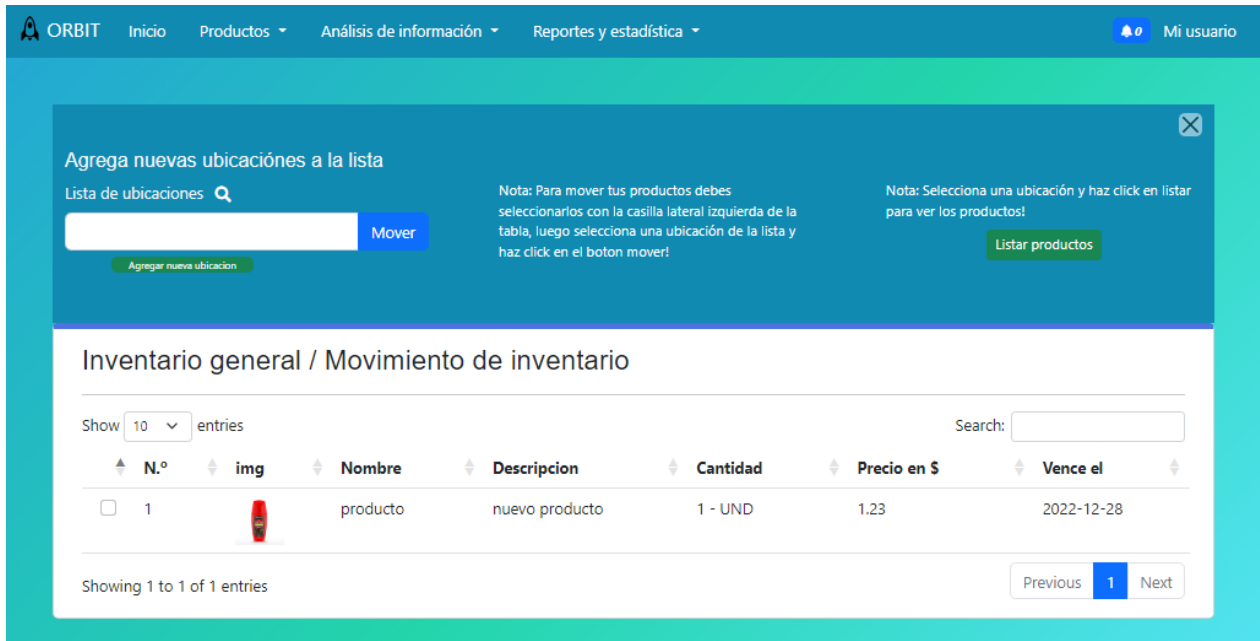 ORBIT Inicio Productos Análisis de información Reportes y estadística 0 Mi usuario
Agrega nuevas ubicaciónes a la lista
Lista de ubicaciones
Mover
Agregar nueva ubicacion
Nota: Para mover tus productos debes
seleccionarlos con la casilla lateral izquierda de la
tabla, luego selecciona una ubicación de la lista y
haz click en el boton mover!
Nota: Selecciona una ubicación y haz click en listar
para ver los productos!
Listar productos
Inventario general / Movimiento de inventario
Show 10 entries Search:
N.º img Nombre Descripcion Cantidad Precio en $ Vence el
1 producto nuevo producto 1 - UND 1.23 2022-12-28
Showing 1 to 1 of 1 entries Previous 1 Next